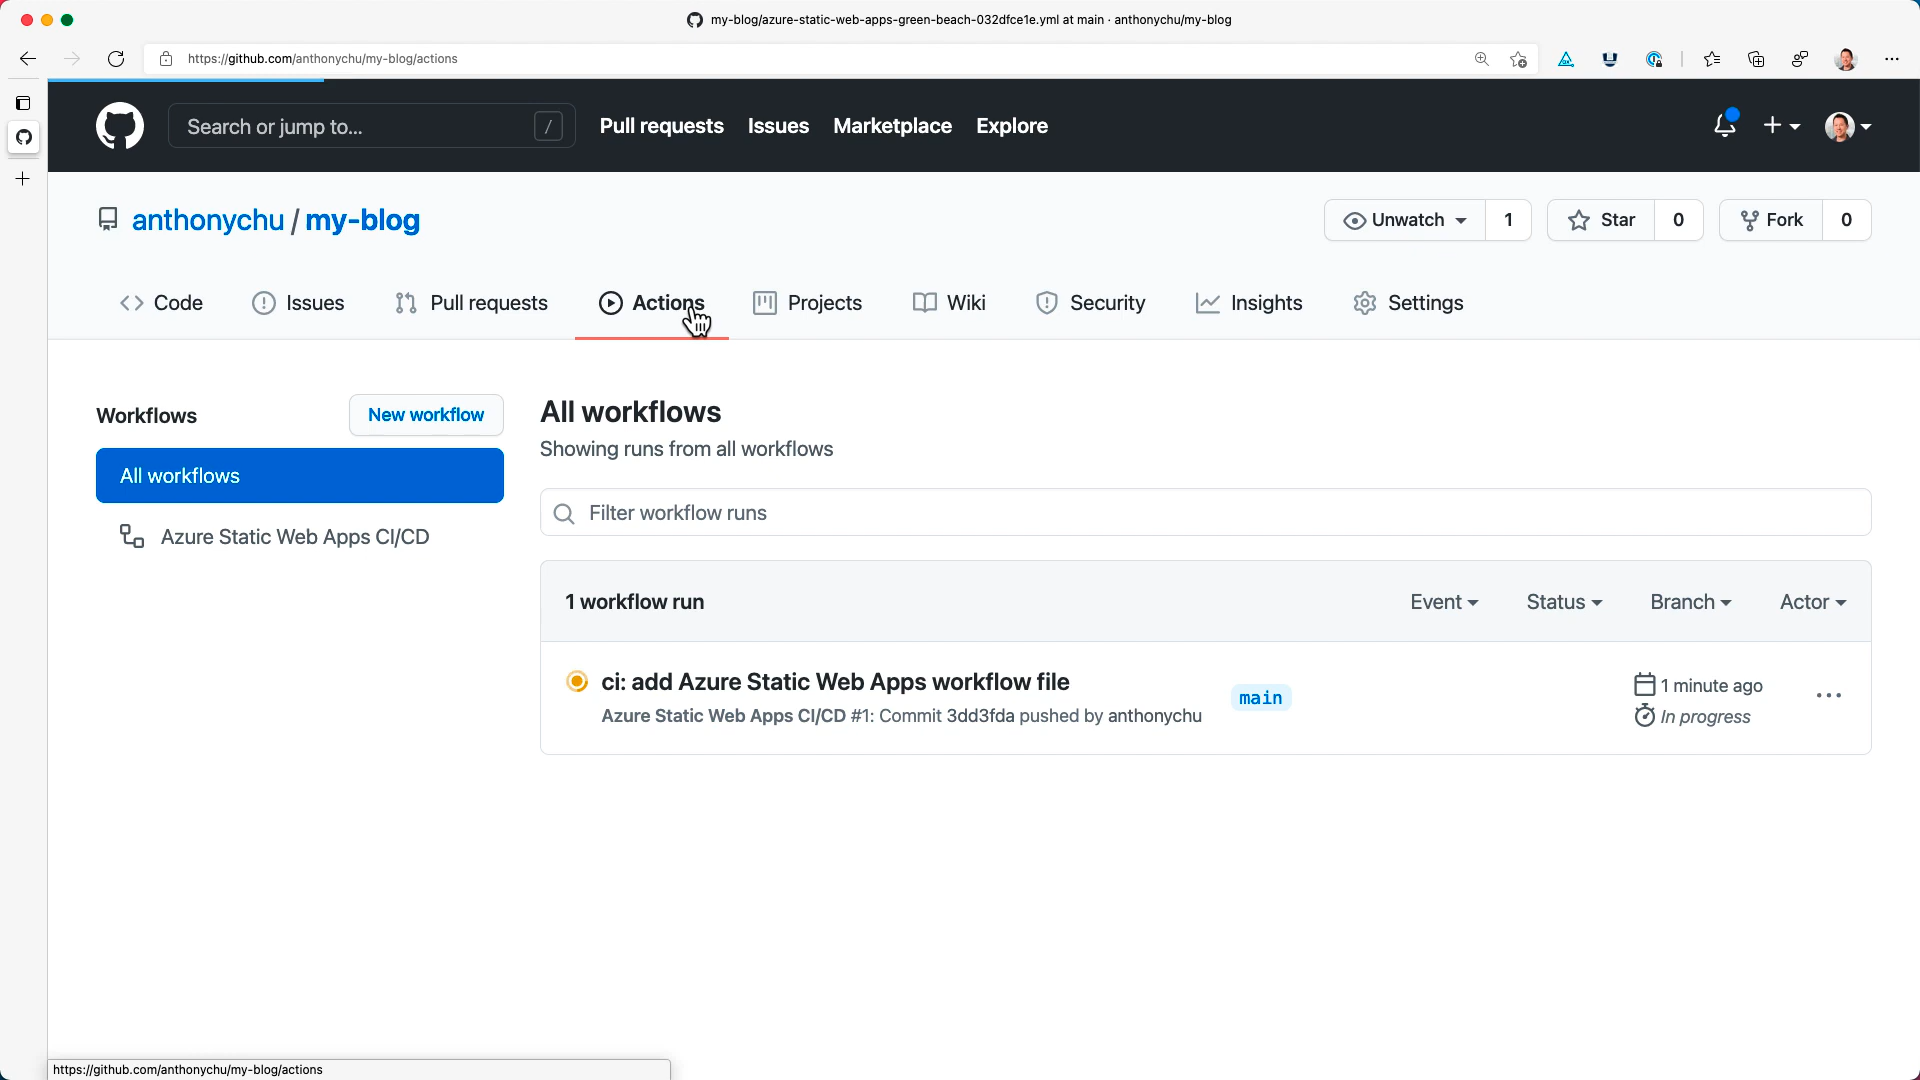 my-blog/azure-static-web-apps-green-beach-032dfce1e.yml at main · anthonychu/my-blog
https://github.com/anthonychu/my-blog/actions
Search or jump to... /
Pull requests Issues Marketplace Explore
anthonychu / my-blog
Unwatch 1 Star 0 Fork 0
Code Issues Pull requests Actions Projects Wiki Security Insights Settings
Workflows
New workflow
All workflows
Azure Static Web Apps CI/CD
All workflows
Showing runs from all workflows
Filter workflow runs
1 workflow run
Event Status Branch Actor
ci: add Azure Static Web Apps workflow file
Azure Static Web Apps CI/CD #1: Commit 3dd3fda pushed by anthonychu
main
1 minute ago
In progress
https://github.com/anthonychu/my-blog/actions